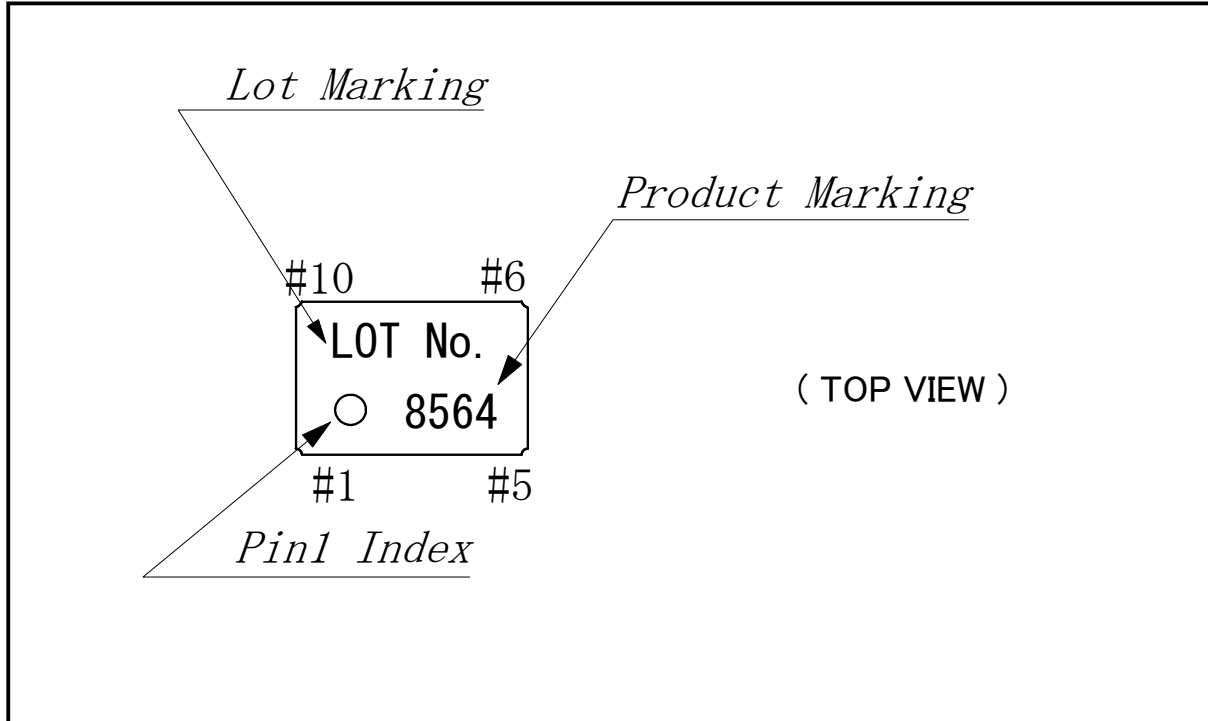 Lot Marking
Product Marking
#10 #6
LOT No.
( TOP VIEW )
8564
#1 #5
Pin1 Index